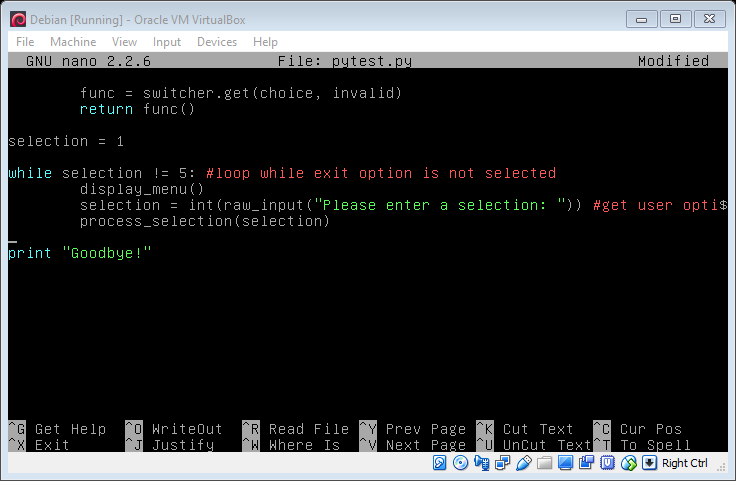 Debian [Running] - Oracle VM VirtualBox
File Machine View Input Devices Help
GNU nano 2.2.6 File: pytest.py Modified
func = switcher.get(choice, invalid)
return func()
selection = 1
while selection != 5: #loop while exit option is not selected
display_menu()
selection = int(raw_input("Please enter a selection: ")) #get user opti$
process_selection(selection)
print "Goodbye!"
^G Get Help ^O WriteOut ^R Read File ^Y Prev Page ^K Cut Text ^C Cur Pos
^X Exit ^J Justify ^W Where Is ^V Next Page ^U UnCut Text ^T To Spell
Right Ctrl